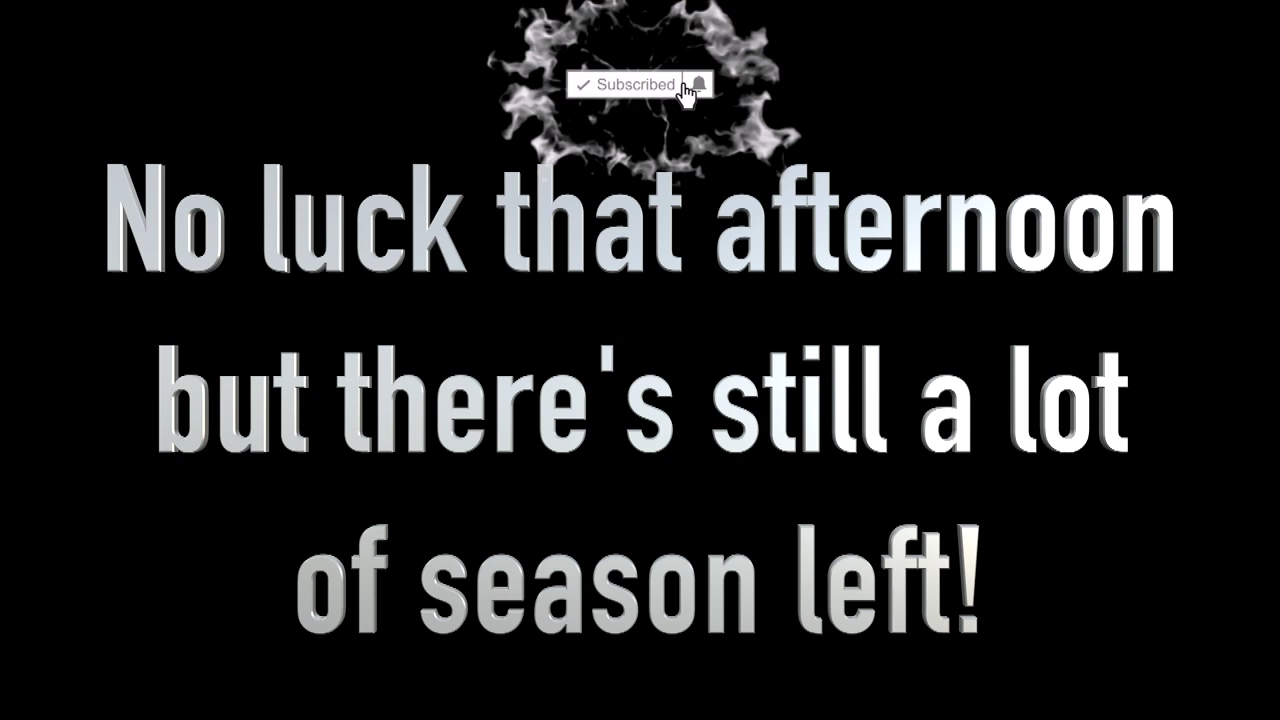 Subscribed
No luck that afternoon
but there's still a lot
of season left!